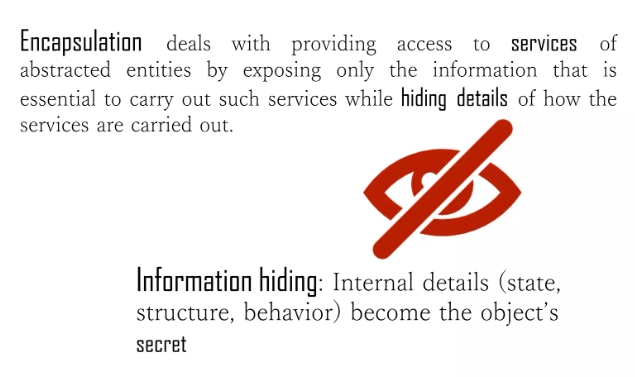 Encapsulation deals with providing access to services of
abstracted entities by exposing only the information that is
essential to carry out such services while hiding details of how the
services are carried out.
Information hiding: Internal details (state,
structure, behavior) become the object’s
secret